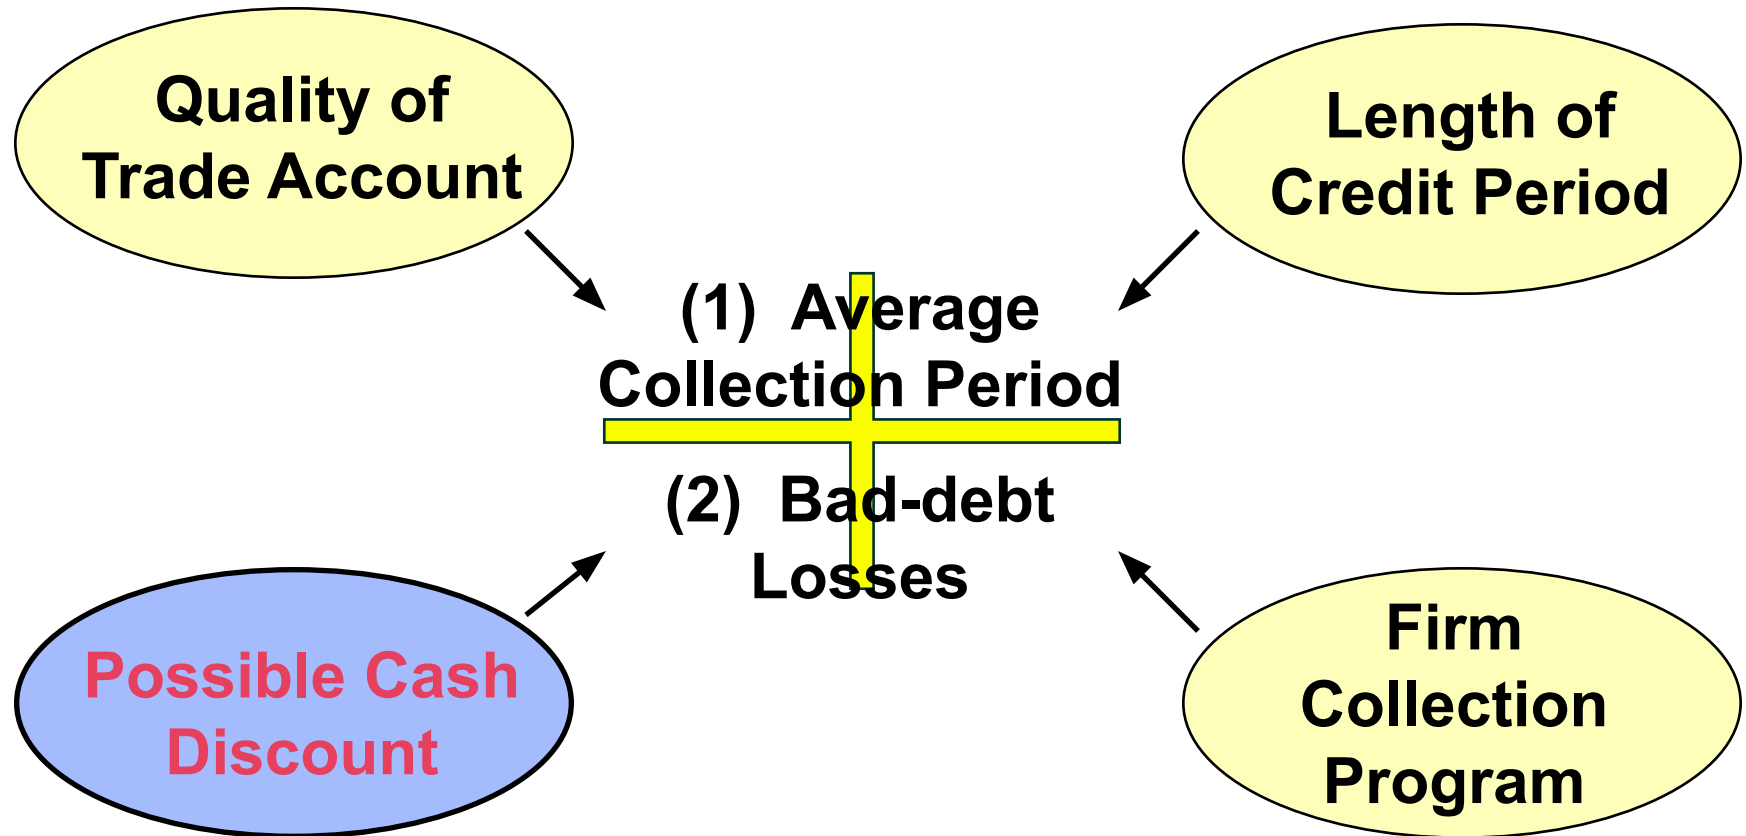 Quality of
Trade Account
Length of
Credit Period
(1) Average
Collection Period
(2) Bad-debt
Losses
Possible Cash
Discount
Firm
Collection
Program